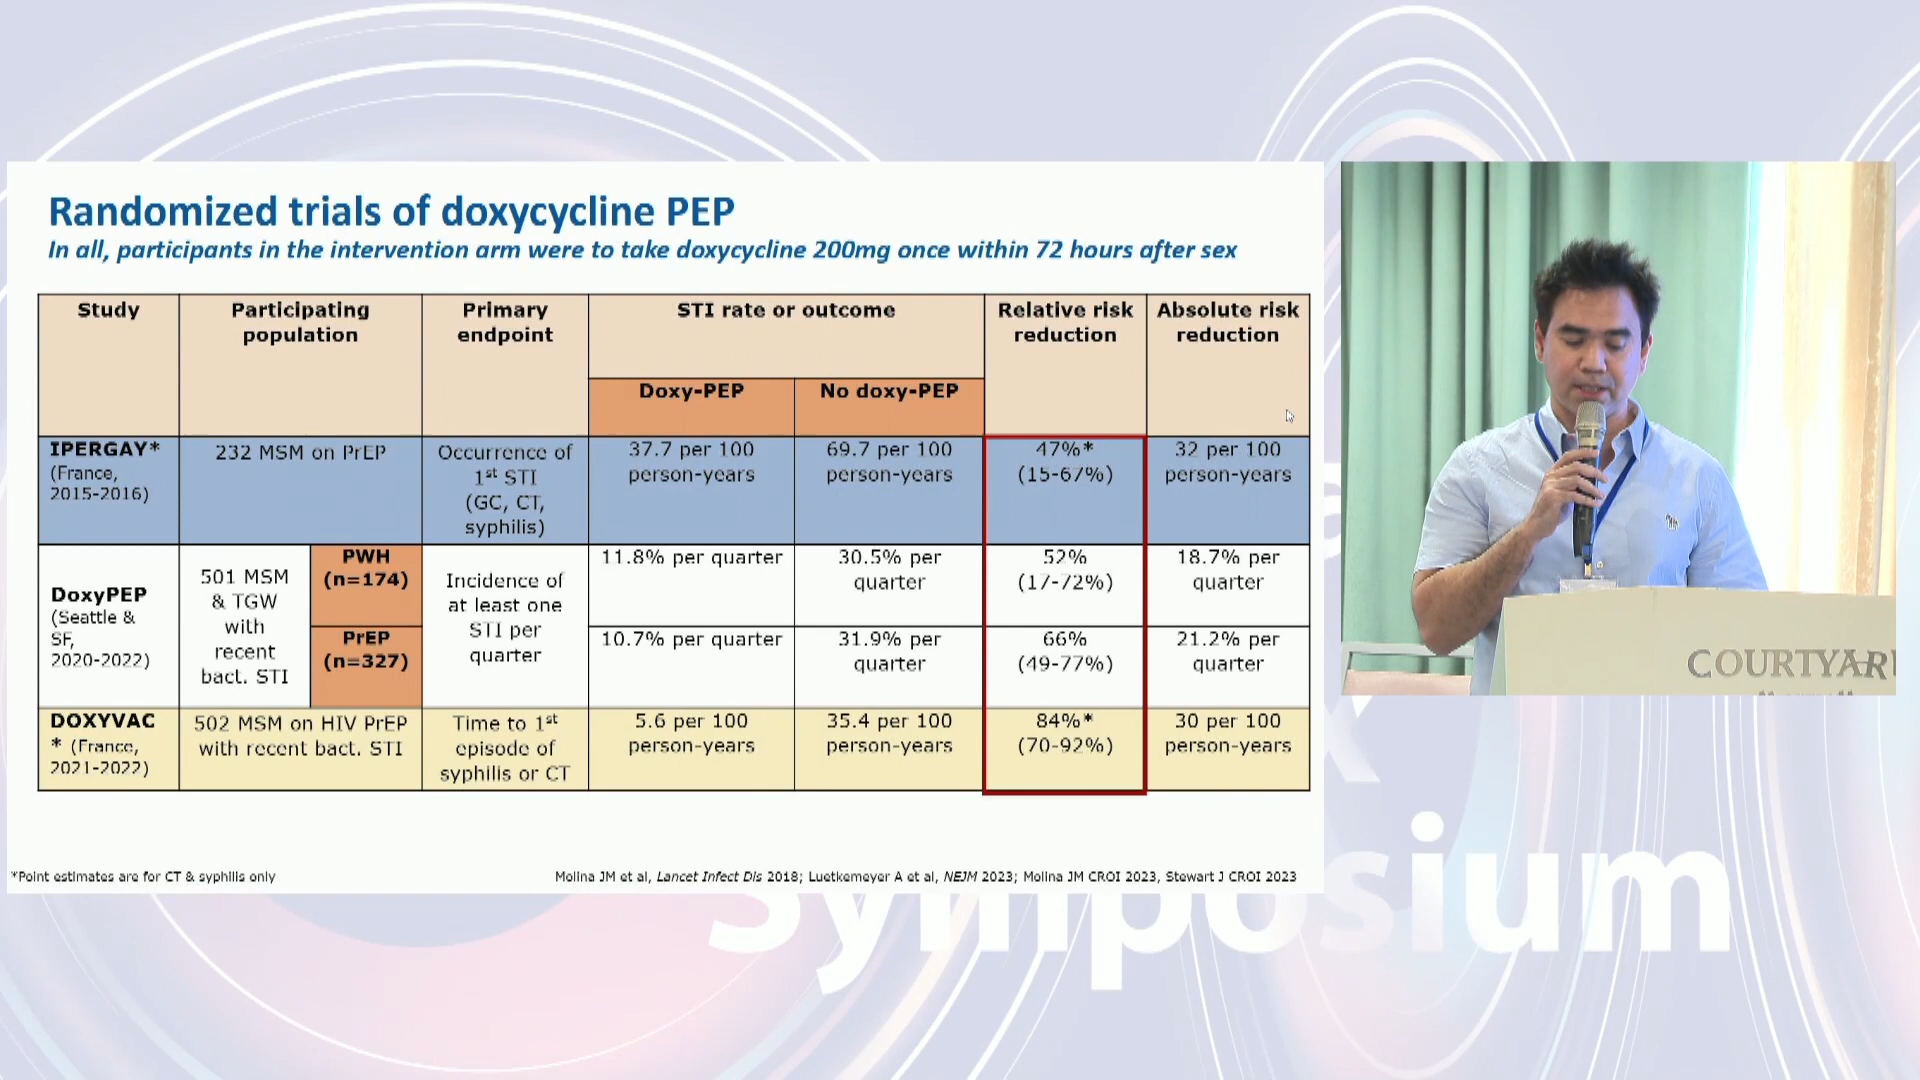 Randomized trials of doxycycline PEP
In all, participants in the intervention arm were to take doxycycline 200mg once within 72 hours after sex
Study
Participating
population
Primary
endpoint
STI rate or outcome
Relative risk
reduction
Absolute risk
reduction
Doxy-PEP
No doxy-PEP
IPERGAY*
(France,
2015-2016)
232 MSM on PrEP
Occurrence of
1st STI
(GC, CT,
syphilis)
37.7 per 100
person-years
69.7 per 100
person-years
47%*
(15-67%)
32 per 100
person-years
DoxyPEP
(Seattle &
SF,
2020-2022)
501 MSM
& TGW
with
recent
bact. STI
PWH
(n=174)
Incidence of
at least one
STI per
quarter
11.8% per quarter
30.5% per
quarter
52%
(17-72%)
18.7% per
quarter
PrEP
(n=327)
10.7% per quarter
31.9% per
quarter
66%
(49-77%)
21.2% per
quarter
DOXYVAC
* (France,
2021-2022)
502 MSM on HIV PrEP
with recent bact. STI
Time to 1st
episode of
syphilis or CT
5.6 per 100
person-years
35.4 per 100
person-years
84%*
(70-92%)
30 per 100
person-years
*Point estimates are for CT & syphilis only
Molina JM et al, Lancet Infect Dis 2018; Luetkemeyer A et al, NEJM 2023; Molina JM CROI 2023, Stewart J CROI 2023
COURTYAR
Symposium